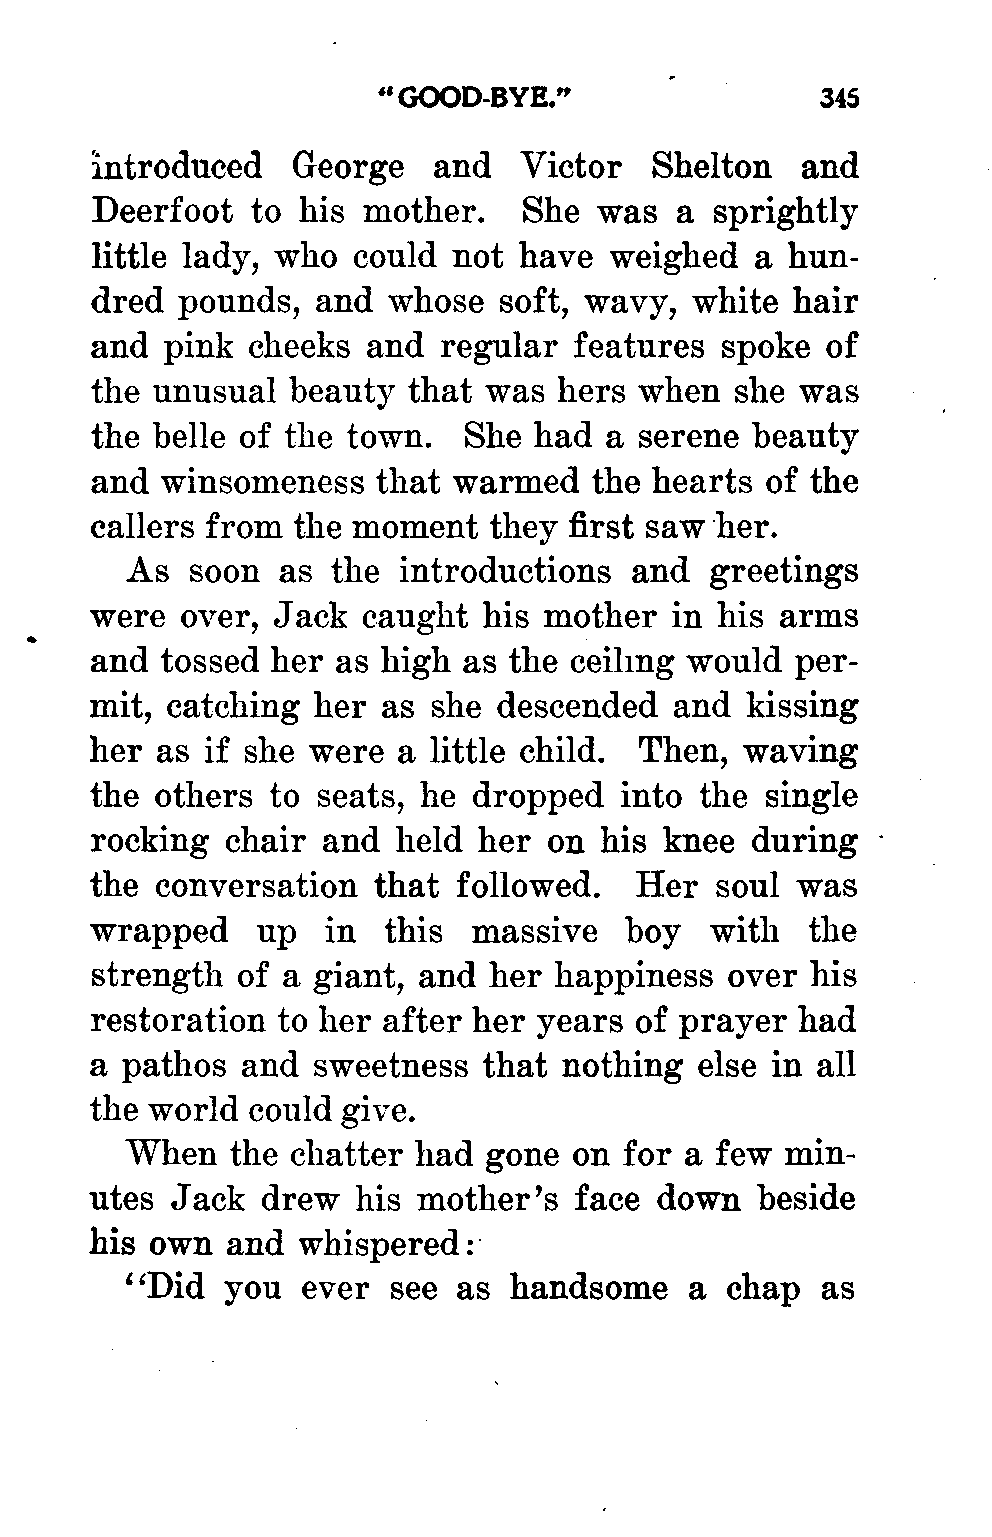 "GOOD-BYE." 345
introduced George and Victor Shelton and
Deerfoot to his mother. She was a sprightly
little lady, who could not have weighed a hun-
dred pounds, and whose soft, wavy, white hair
and pink cheeks and regular features spoke of
the unusual beauty that was hers when she was
the belle of the town. She had a serene beauty
and winsomeness that warmed the hearts of the
callers from the moment they first saw her.
As soon as the introductions and greetings
were over, Jack caught his mother in his arms
and tossed her as high as the ceiling would per-
mit, catching her as she descended and kissing
her as if she were a little child. Then, waving
the others to seats, he dropped into the single
rocking chair and held her on his knee during
the conversation that followed. Her soul was
wrapped up in this massive boy with the
strength of a giant, and her happiness over his
restoration to her after her years of prayer had
a pathos and sweetness that nothing else in all
the world could give.
When the chatter had gone on for a few min-
utes Jack drew his mother's face down beside
his own and whispered:
"Did you ever see as handsome a chap as